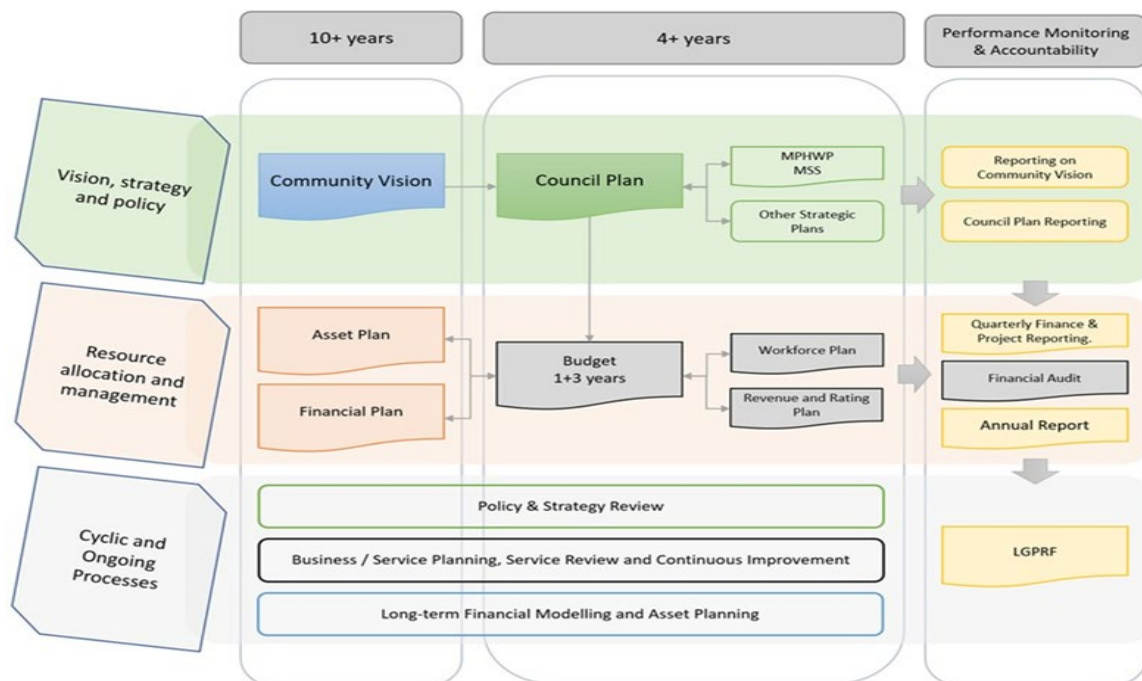 10+ years
4+ years
Performance Monitoring
& Accountability
Vision, strategy
and policy
Community Vision
Council Plan
MPHWP
MSS
Other Strategic
Plans
Reporting on
Community Vision
Council Plan Reporting
Resource
allocation and
management
Asset Plan
Financial Plan
Budget
1+3 years
Workforce Plan
Revenue and Rating
Plan
Quarterly Finance &
Project Reporting.
Financial Audit
Annual Report
Cyclic and
Ongoing
Processes
Policy & Strategy Review
Business / Service Planning, Service Review and Continuous Improvement
Long-term Financial Modelling and Asset Planning
LGPRF